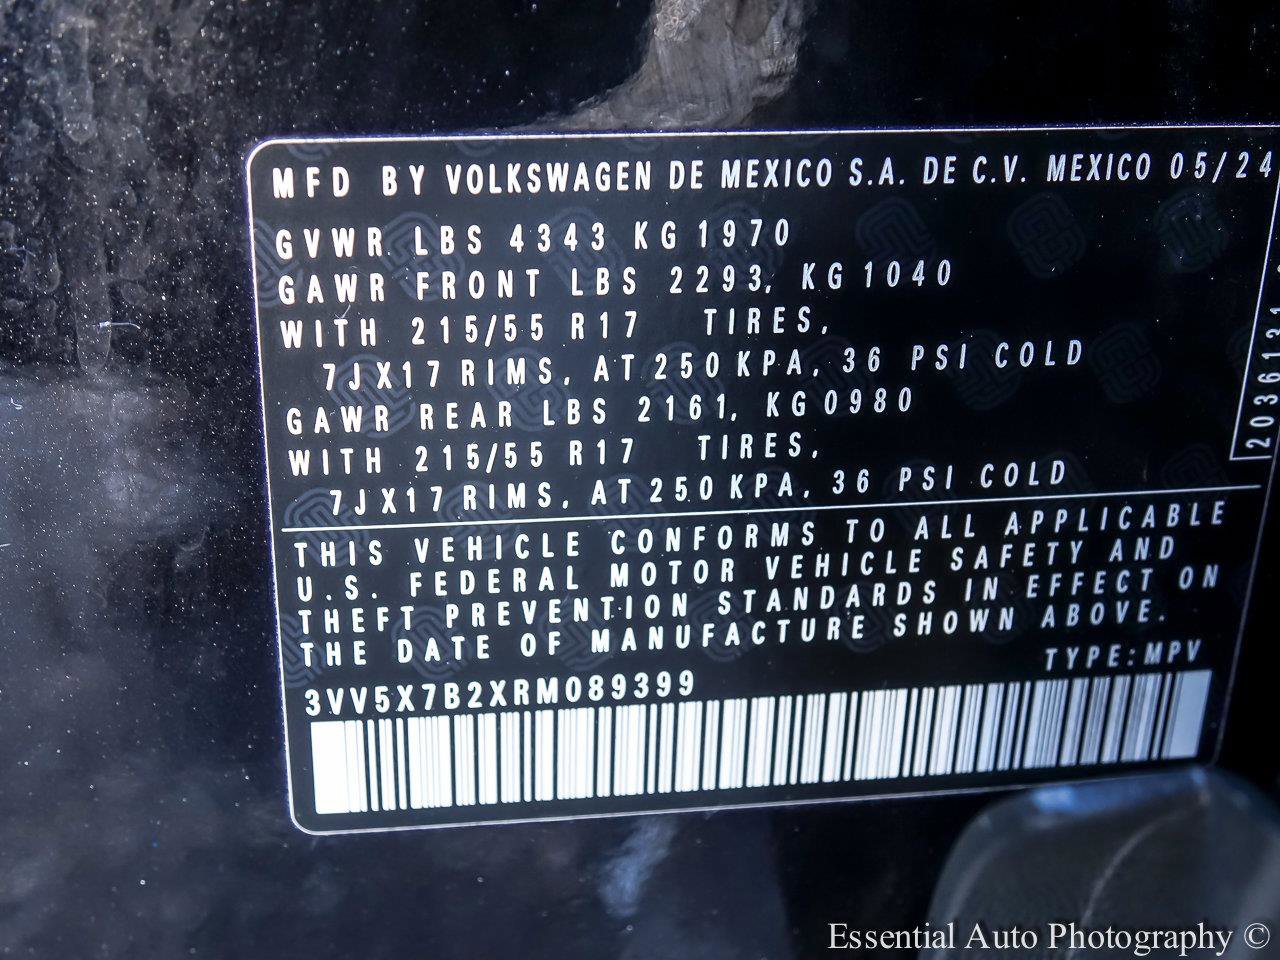 MFD BY VOLKSWAGEN DE MEXICO S.A. DE C.V. MEXICO 05/24
GVWR LBS 4343 KG 1970
GAWR FRONT LBS 2293, KG 1040
WITH 215/55 R17 TIRES,
7JX17 RIMS, AT 250 KPA, 36 PSI COLD
GAWR REAR LBS 2161, KG 0980
WITH 215/55 R17 TIRES,
7JX17 RIMS, AT 250 KPA, 36 PSI COLD
THIS VEHICLE CONFORMS TO ALL APPLICABLE
U.S. FEDERAL MOTOR VEHICLE SAFETY AND
THEFT PREVENTION STANDARDS IN EFFECT ON
THE DATE OF MANUFACTURE SHOWN ABOVE.
TYPE:MPV
3VV5X7B2XRM089399
Essential Auto Photography ©